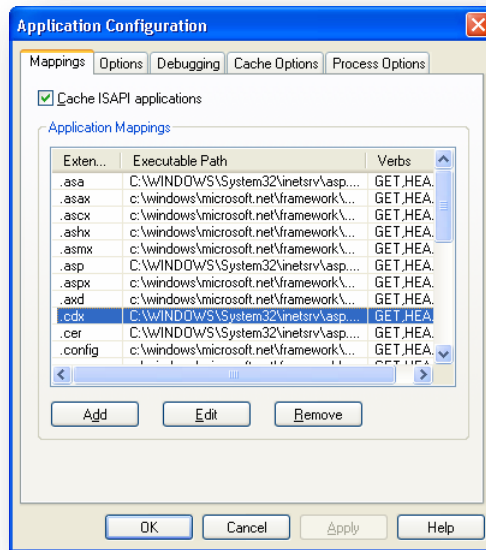 Application Configuration
Mappings Options Debugging Cache Options Process Options
Cache ISAPI applications
Application Mappings
Exten... Executable Path Verbs
.asa C:\WINDOWS\System32\inetsrv\asp.... GET,HEA
.asax c:\windows\microsoft.net\framework\... GET,HEA
.ascx c:\windows\microsoft.net\framework\... GET,HEA
.ashx c:\windows\microsoft.net\framework\... GET,HEA
.asmx c:\windows\microsoft.net\framework\... GET,HEA
.asp C:\WINDOWS\System32\inetsrv\asp.... GET,HEA
.aspx c:\windows\microsoft.net\framework\... GET,HEA
.axd c:\windows\microsoft.net\framework\... GET,HEA
.cdx C:\WINDOWS\System32\inetsrv\asp.... GET,HEA
.cer C:\WINDOWS\System32\inetsrv\asp.... GET,HEA
.config c:\windows\microsoft.net\framework\... GET,HEA
Add Edit Remove
OK Cancel Apply Help